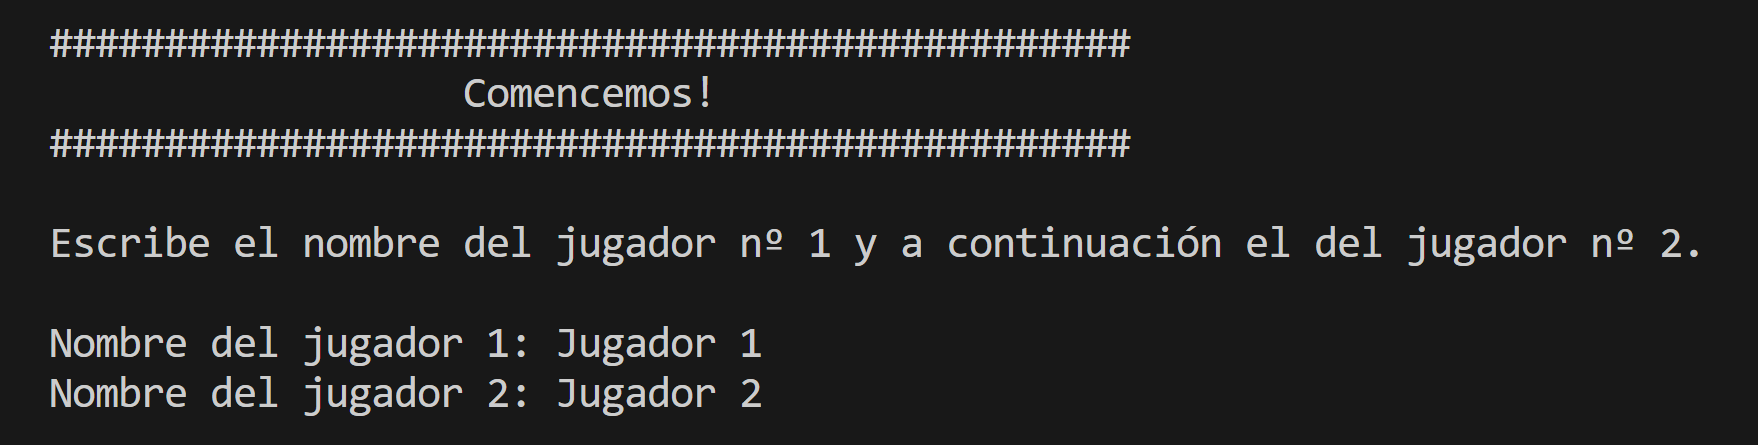 ###############################################
Comencemos!
###############################################
Escribe el nombre del jugador nº 1 y a continuación el del jugador nº 2.
Nombre del jugador 1: Jugador 1
Nombre del jugador 2: Jugador 2